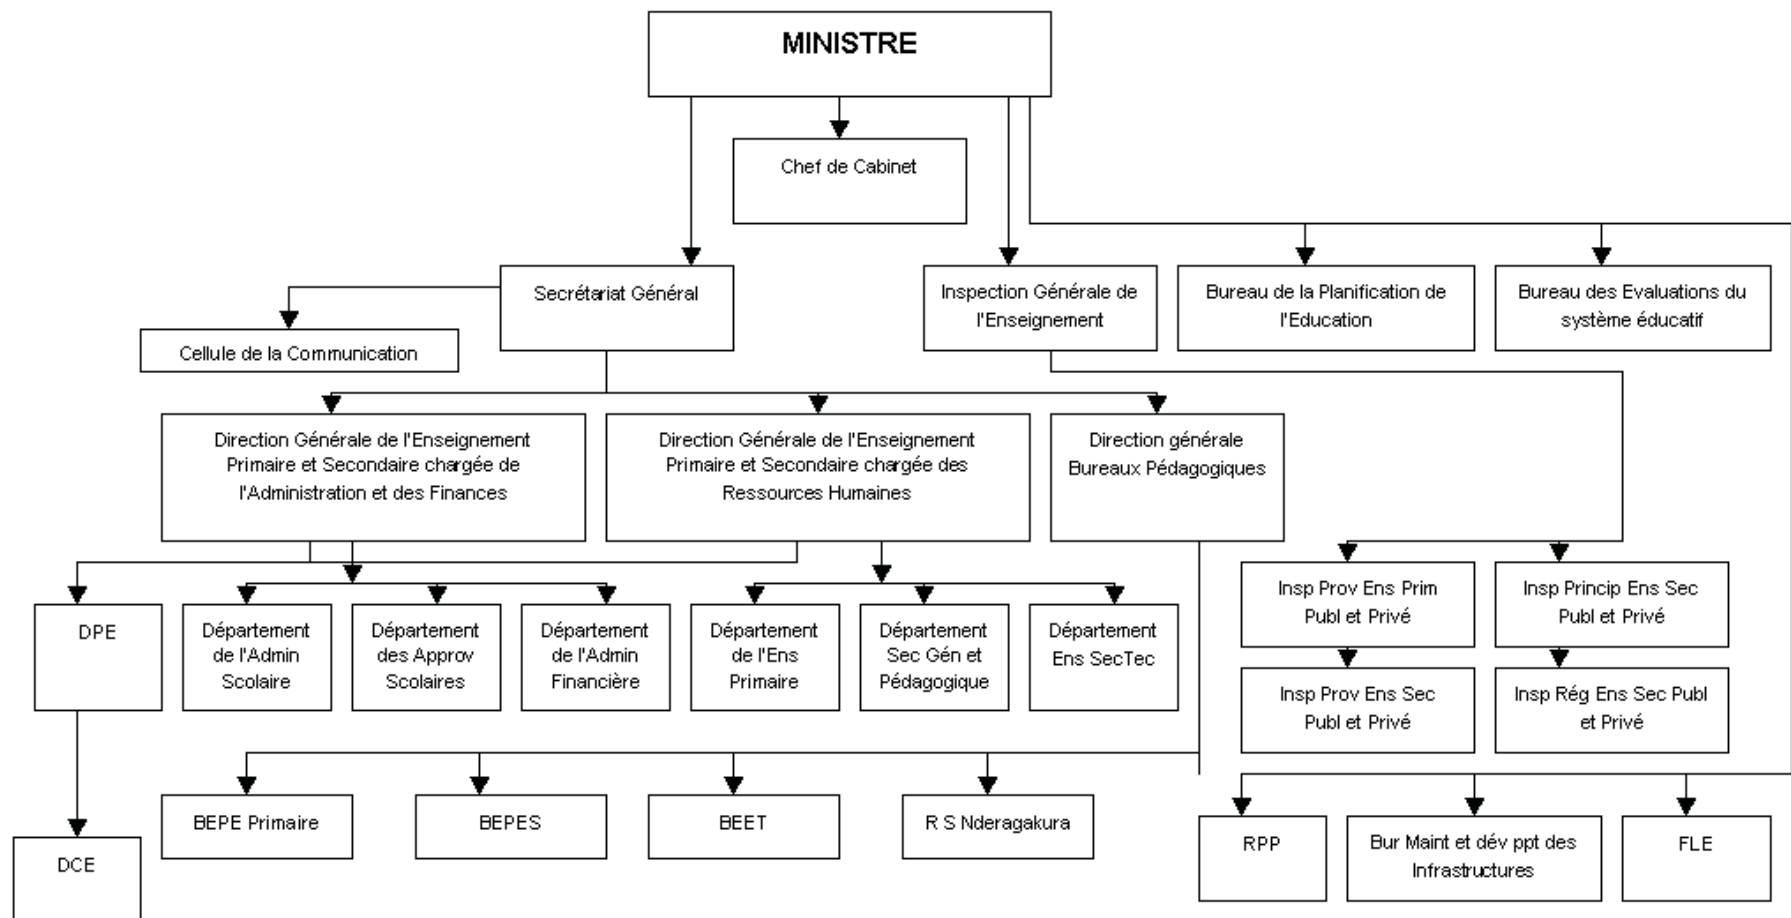 MINISTRE
Chef de Cabinet
Secrétariat Général
Inspection Générale de
l'Enseignement
Bureau de la Planification de
l'Education
Bureau des Evaluations du
système éducatif
Cellule de la Communication
Direction Générale de l'Enseignement
Primaire et Secondaire chargée de
l'Administration et des Finances
Direction Générale de l'Enseignement
Primaire et Secondaire chargée des
Ressources Humaines
Direction générale
Bureaux Pédagogiques
DPE
Département
de l'Admin
Scolaire
Département
des Approv
Scolaires
Département
de l'Admin
Financière
Département
de l'Ens
Primaire
Département
Sec Gén et
Pédagogique
Département
Ens SecTec
Insp Prov Ens Prim
Publ et Privé
Insp Princip Ens Sec
Publ et Privé
Insp Prov Ens Sec
Publ et Privé
Insp Rég Ens Sec Publ
et Privé
DCE
BEPE Primaire
BEPES
BEET
R S Nderagakura
RPP
Bur Maint et dév ppt des
Infrastructures
FLE